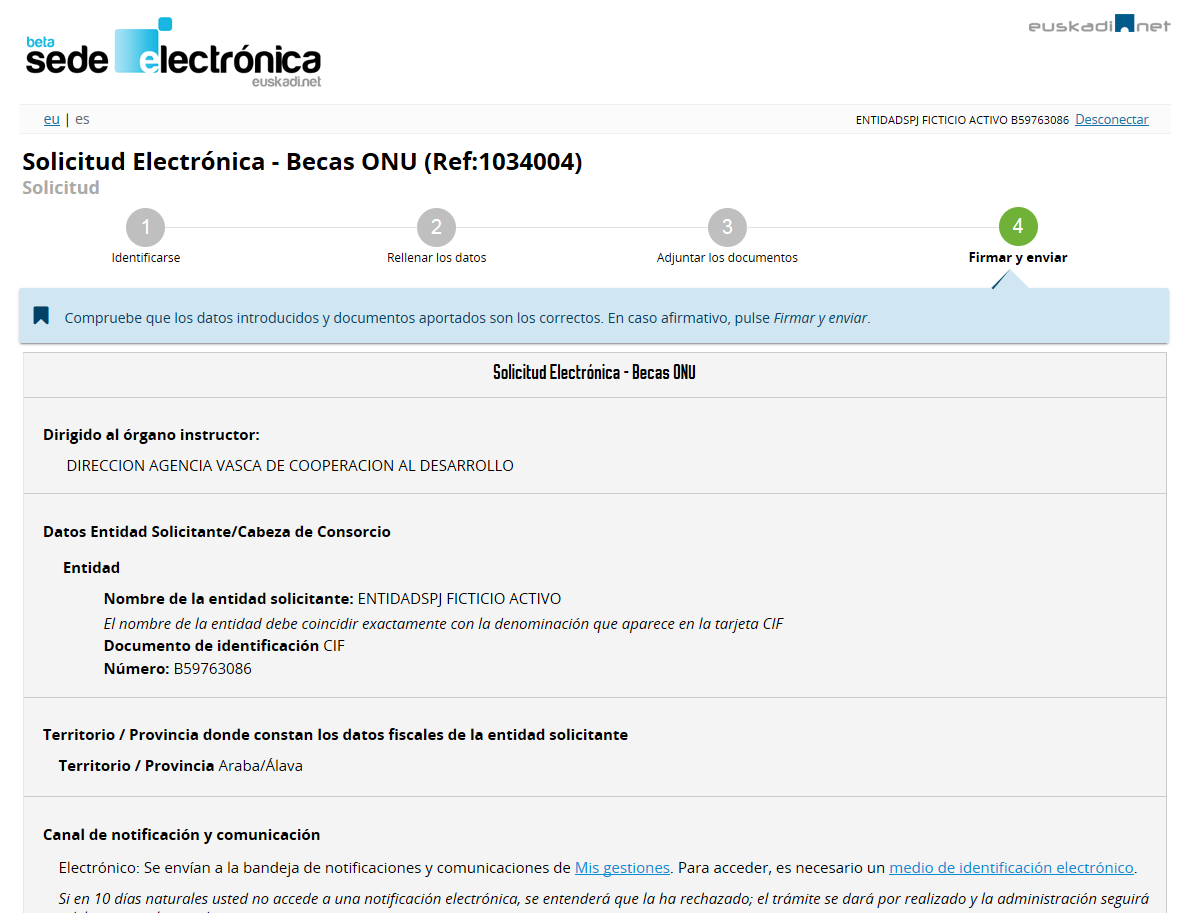 beta
sede electrónica
euskadi.net
euskadi net
eu | es
ENTIDADSPJ FICTICIO ACTIVO B59763086 Desconectar
Solicitud Electrónica - Becas ONU (Ref:1034004)
Solicitud
1 2 3 4
Identificarse Rellenar los datos Adjuntar los documentos Firmar y enviar
Compruebe que los datos introducidos y documentos aportados son los correctos. En caso afirmativo, pulse Firmar y enviar.
Solicitud Electrónica - Becas ONU
Dirigido al órgano instructor:
DIRECCION AGENCIA VASCA DE COOPERACION AL DESARROLLO
Datos Entidad Solicitante/Cabeza de Consorcio
Entidad
Nombre de la entidad solicitante: ENTIDADSPJ FICTICIO ACTIVO
El nombre de la entidad debe coincidir exactamente con la denominación que aparece en la tarjeta CIF
Documento de identificación CIF
Número: B59763086
Territorio / Provincia donde constan los datos fiscales de la entidad solicitante
Territorio / Provincia Araba/Álava
Canal de notificación y comunicación
Electrónico: Se envían a la bandeja de notificaciones y comunicaciones de Mis gestiones. Para acceder, es necesario un medio de identificación electrónico.
Si en 10 días naturales usted no accede a una notificación electrónica, se entenderá que la ha rechazado; el trámite se dará por realizado y la administración seguirá